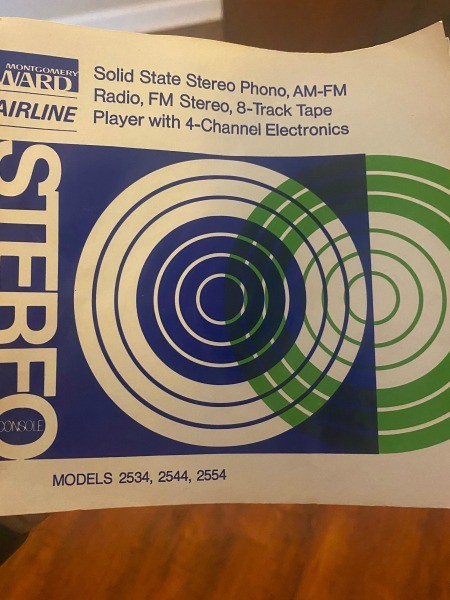 MONTGOMERY
WARD
AIRLINE
Solid State Stereo Phono, AM-FM
Radio, FM Stereo, 8-Track Tape
Player with 4-Channel Electronics
STEREO
CONSOLE
MODELS 2534, 2544, 2554